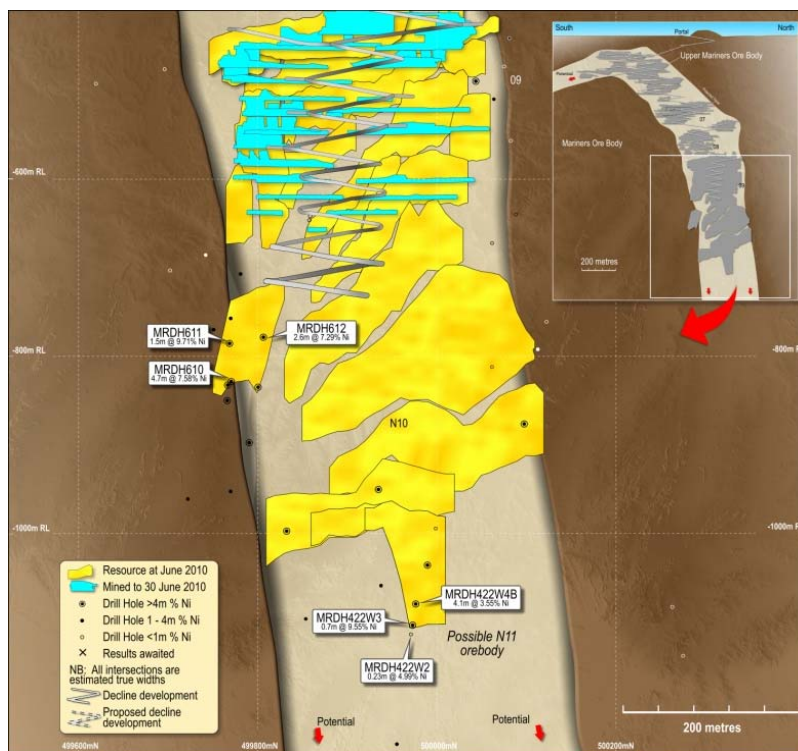 South
Portal
North
Upper Mariners Ore Body
Potential
Mariners Ore Body
200 metres
09
-600m RL
MRDH611
1.5m @ 9.71% Ni
MRDH612
2.6m @ 7.29% Ni
-800m RL
-800m RL
MRDH610
4.7m @ 7.58% Ni
N10
-1000m RL
-1000m RL
Resource at June 2010
Mined to 30 June 2010
Drill Hole >4m % Ni
Drill Hole 1 - 4m % Ni
Drill Hole <1m % Ni
Results awaited
NB; All intersections are
estimated true widths
Decline development
Proposed decline
development
MRDH422W4B
4.1m @ 3.55% Ni
MRDH422W3
0.7m @ 9.55% Ni
Possible N11
orebody
MRDH422W2
0.23m @ 4.99% Ni
Potential
Potential
200 metres
499600mN
499800mN
500000mN
500200mN